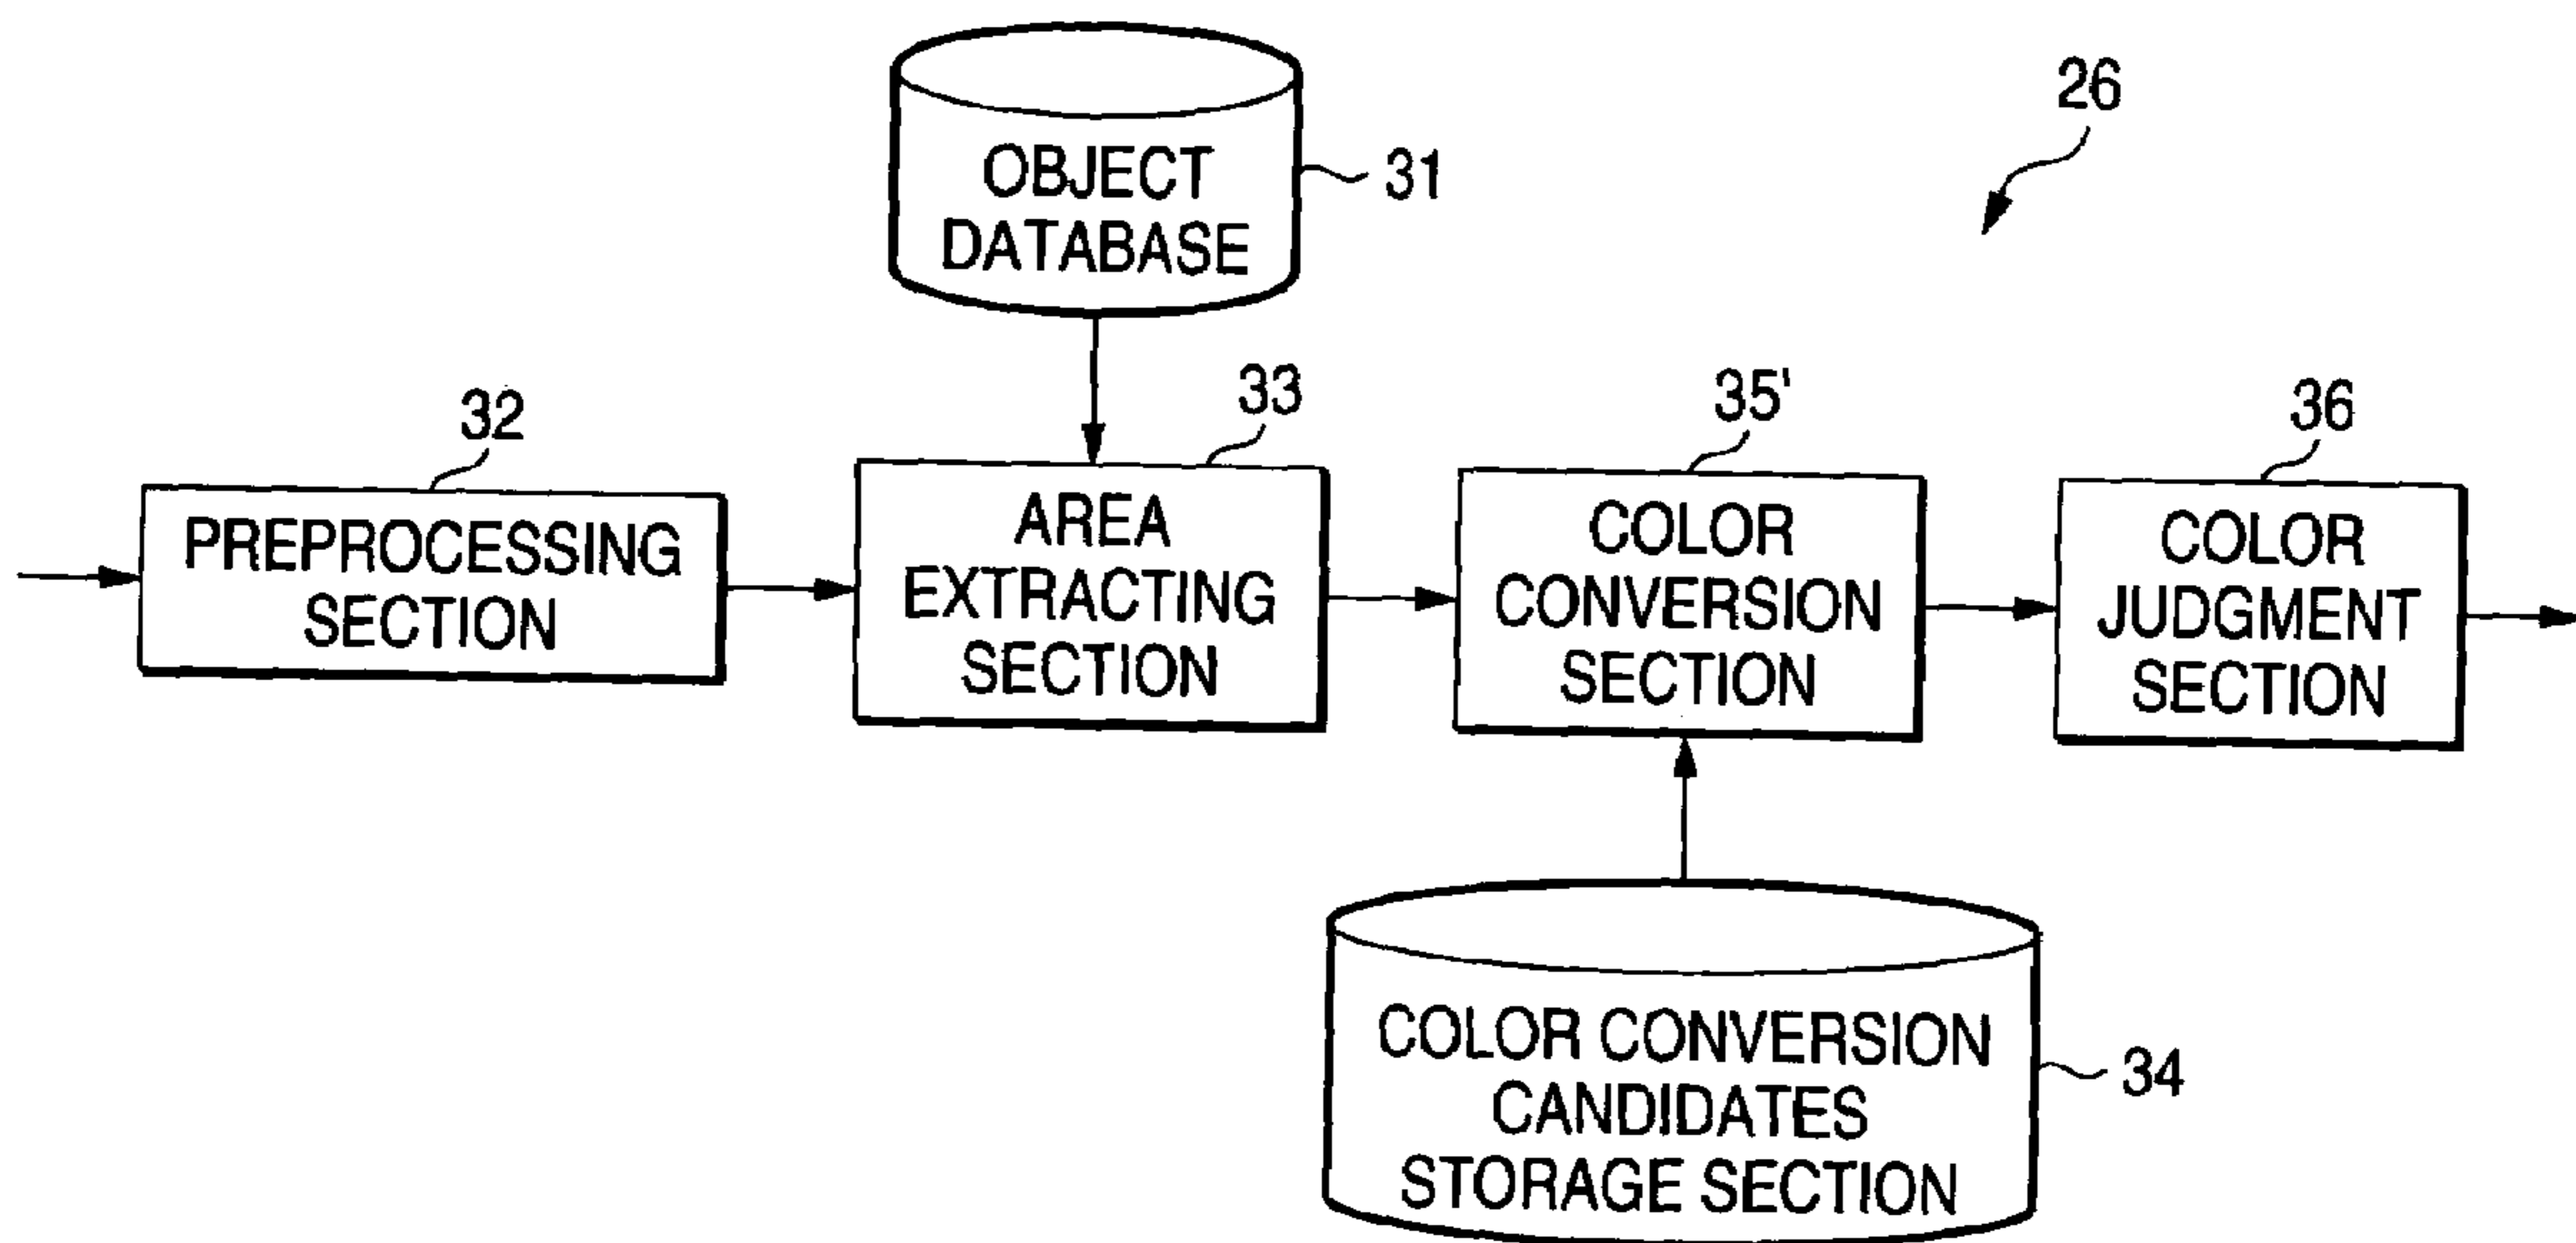 26
OBJECT
DATABASE
31
32
33
35'
36
PREPROCESSING
SECTION
AREA
EXTRACTING
SECTION
COLOR
CONVERSION
SECTION
COLOR
JUDGMENT
SECTION
COLOR CONVERSION
CANDIDATES
STORAGE SECTION
34